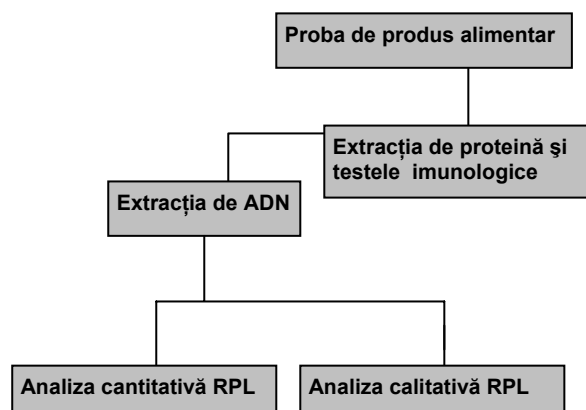 Proba de produs alimentar
Extracția de proteină şi
testele imunologice
Extracția de ADN
Analiza cantitativă RPL
Analiza calitativă RPL